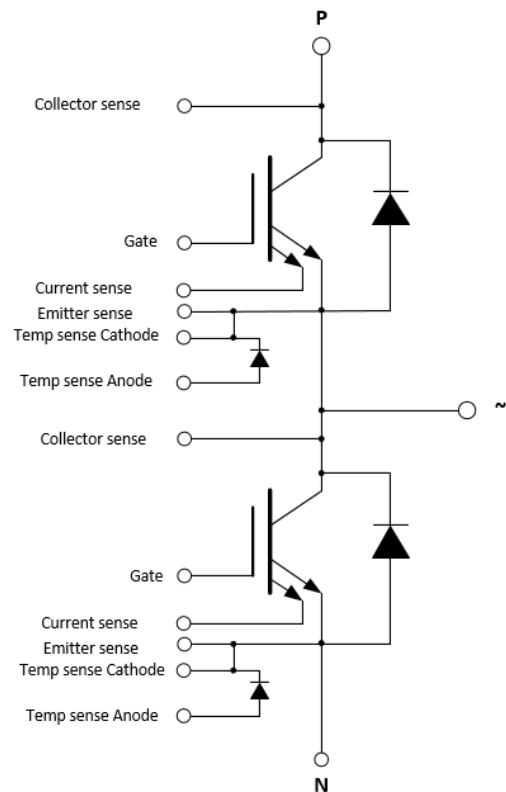 P
Collector sense
Gate
Current sense
Emitter sense
Temp sense Cathode
Temp sense Anode
~
Collector sense
Gate
Current sense
Emitter sense
Temp sense Cathode
Temp sense Anode
N